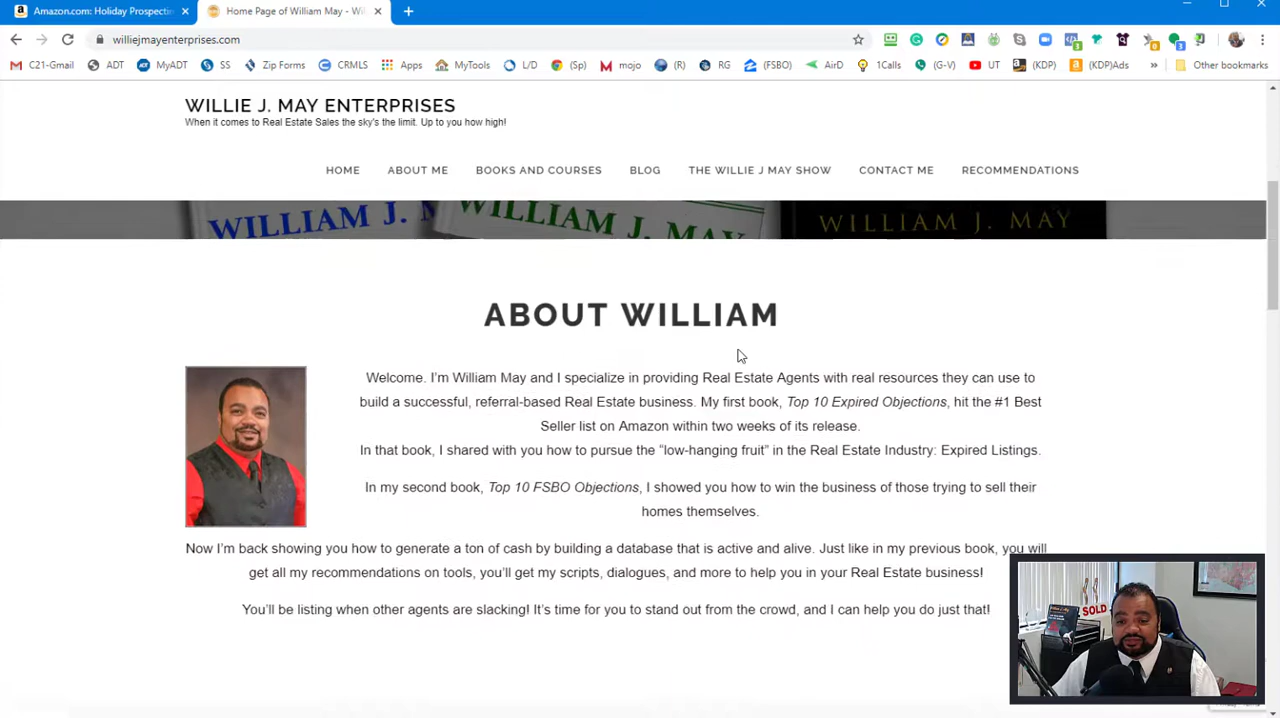 Amazon.com: Holiday Prospectin
Home Page of William May - Wil
williejmayenterprises.com
C21-Gmail ADT MyADT SS Zip Forms CRMLS Apps MyTools L/D (Sp) mojo (R) RG (FSBO) AirD 1Calls (G-V) UT (KDP) (KDP)Ads » Other bookmarks
WILLIE J. MAY ENTERPRISES
When it comes to Real Estate Sales the sky's the limit. Up to you how high!
HOME ABOUT ME BOOKS AND COURSES BLOG THE WILLIE J MAY SHOW CONTACT ME RECOMMENDATIONS
WILLIAM J. M WILLIAM J. MAY WILLIAM J. MAY
ABOUT WILLIAM
Welcome. I'm William May and I specialize in providing Real Estate Agents with real resources they can use to
build a successful, referral-based Real Estate business. My first book, Top 10 Expired Objections, hit the #1 Best
Seller list on Amazon within two weeks of its release.
In that book, I shared with you how to pursue the “low-hanging fruit” in the Real Estate Industry: Expired Listings.
In my second book, Top 10 FSBO Objections, I showed you how to win the business of those trying to sell their
homes themselves.
Now I'm back showing you how to generate a ton of cash by building a database that is active and alive. Just like in my previous book, you will
get all my recommendations on tools, you'll get my scripts, dialogues, and more to help you in your Real Estate business!
You'll be listing when other agents are slacking! It's time for you to stand out from the crowd, and I can help you do just that!
SOLD